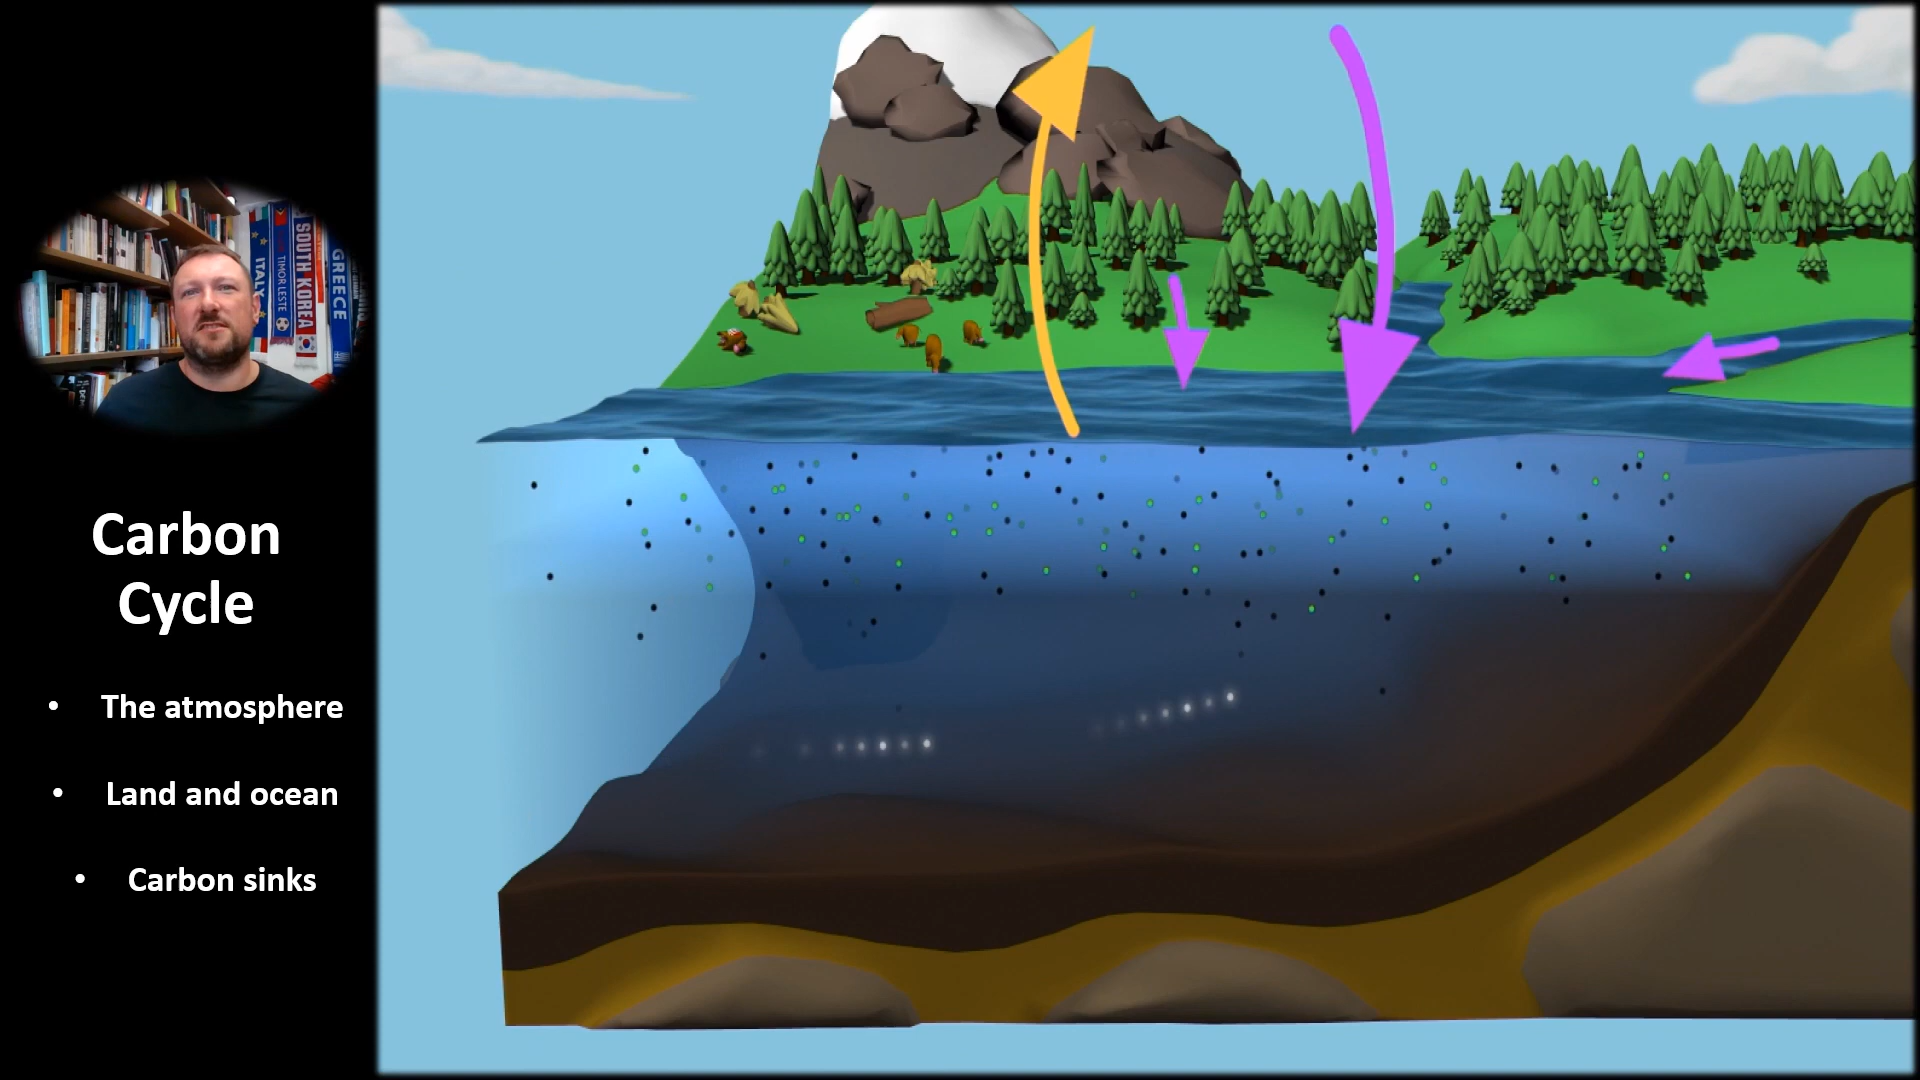 ITALY
TIMOR LESTE
SOUTH KOREA
GREECE
Carbon
Cycle
• The atmosphere
• Land and ocean
• Carbon sinks